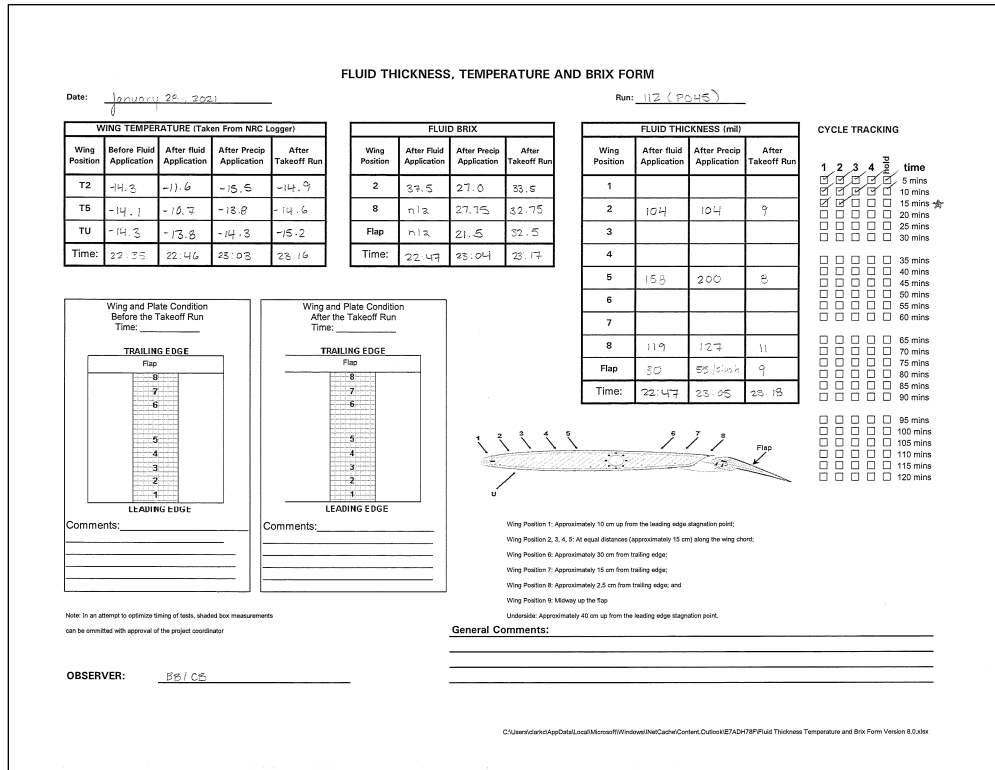 FLUID THICKNESS, TEMPERATURE AND BRIX FORM
Date: January 28, 2021 Run: 112 (P045)
WING TEMPERATURE (Taken From NRC Logger)
Wing Position Before Fluid Application After fluid Application After Precip Application After Takeoff Run
T2 -14.3 -11.6 -15.5 -14.9
T5 -14.1 -10.7 -13.8 -14.6
TU -14.3 -13.8 -14.3 -15.2
Time: 22:35 22:46 23:03 23:16
FLUID BRIX
Wing Position After Fluid Application After Precip Application After Takeoff Run
2 37.5 27.0 33.5
8 n/a 27.75 32.75
Flap n/a 21.5 32.5
Time: 22:47 23:04 23:17
FLUID THICKNESS (mil)
Wing Position After fluid Application After Precip Application After Takeoff Run
1
2 104 104 9
3
4
5 158 200 8
6
7
8 119 127 11
Flap 30 55/slush 9
Time: 22:47 23:05 23:18
CYCLE TRACKING
1 2 3 4 hold time
5 mins
10 mins
15 mins
20 mins
25 mins
30 mins
35 mins
40 mins
45 mins
50 mins
55 mins
60 mins
65 mins
70 mins
75 mins
80 mins
85 mins
90 mins
95 mins
100 mins
105 mins
110 mins
115 mins
120 mins
Wing and Plate Condition
Before the Takeoff Run
Time:
TRAILING EDGE
Flap
8
7
6
5
4
3
2
1
LEADING EDGE
Comments:
Wing and Plate Condition
After the Takeoff Run
Time:
TRAILING EDGE
Flap
8
7
6
5
4
3
2
1
LEADING EDGE
Comments:
1 2 3 4 5 6 7 8 Flap
U
Wing Position 1: Approximately 10 cm up from the leading edge stagnation point;
Wing Position 2, 3, 4, 5: At equal distances (approximately 15 cm) along the wing chord;
Wing Position 6: Approximately 30 cm from trailing edge;
Wing Position 7: Approximately 15 cm from trailing edge;
Wing Position 8: Approximately 2.5 cm from trailing edge; and
Wing Position 9: Midway up the flap
Underside: Approximately 40 cm up from the leading edge stagnation point.
Note: In an attempt to optimize timing of tests, shaded box measurements
can be ommitted with approval of the project coordinator
General Comments:
OBSERVER: BB/CB
C:\Users\clarkc\AppData\Local\Microsoft\Windows\INetCache\Content.Outlook\E7ADH78F\Fluid Thickness Temperature and Brix Form Version 8.0.xlsx